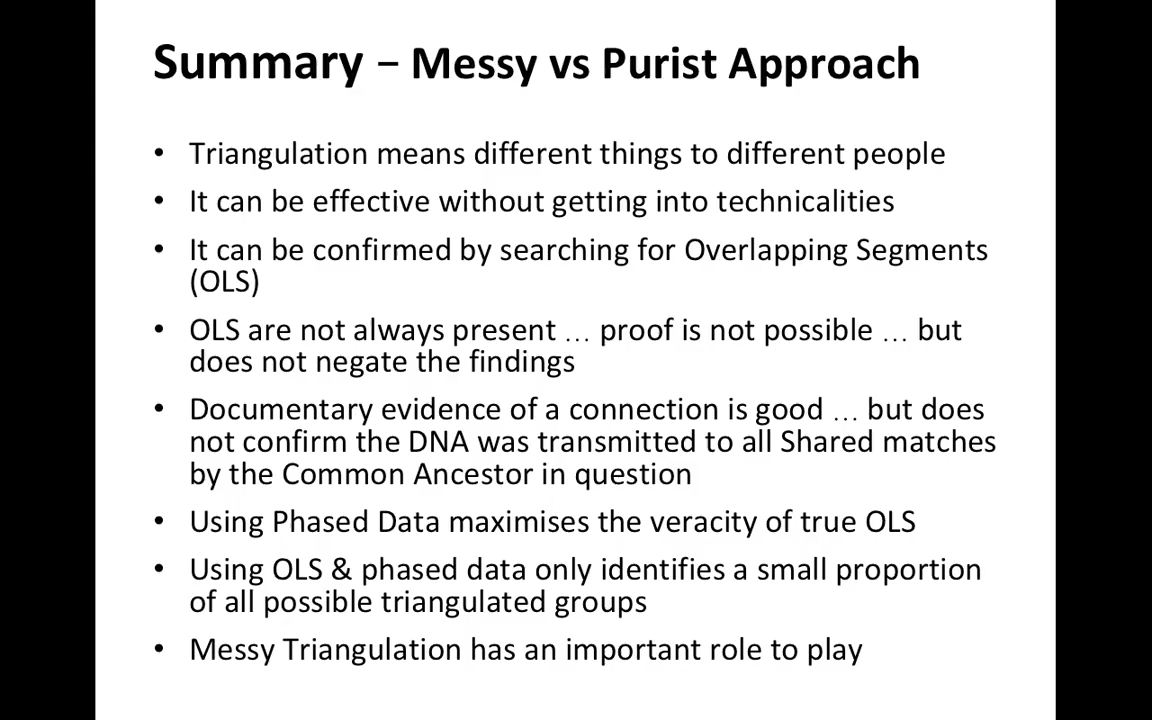 Summary – Messy vs Purist Approach
• Triangulation means different things to different people
• It can be effective without getting into technicalities
• It can be confirmed by searching for Overlapping Segments
(OLS)
• OLS are not always present … proof is not possible … but
does not negate the findings
• Documentary evidence of a connection is good … but does
not confirm the DNA was transmitted to all Shared matches
by the Common Ancestor in question
• Using Phased Data maximises the veracity of true OLS
• Using OLS & phased data only identifies a small proportion
of all possible triangulated groups
• Messy Triangulation has an important role to play